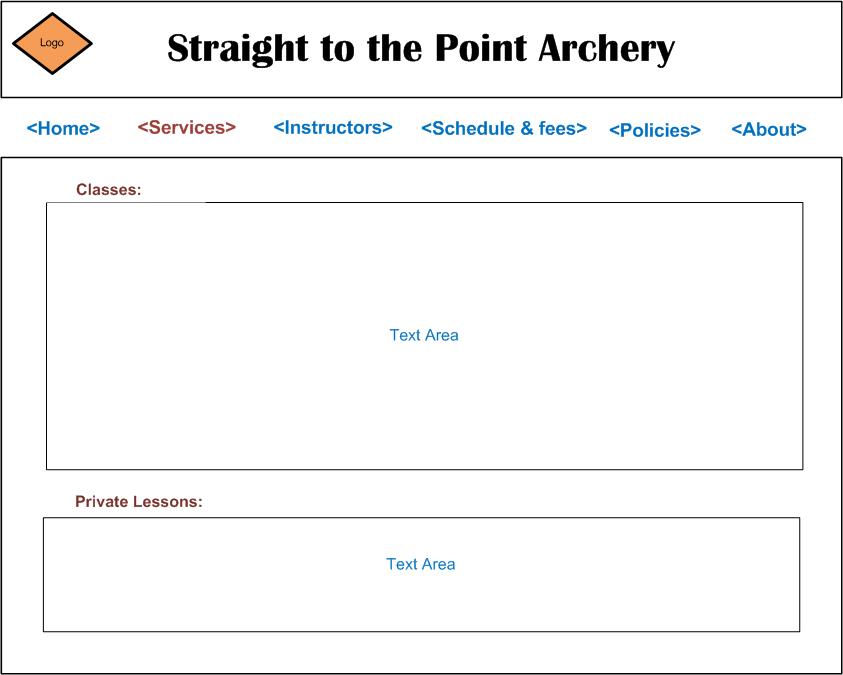 Logo
Straight to the Point Archery
<Home> <Services> <Instructors> <Schedule & fees> <Policies> <About>
Classes:
Text Area
Private Lessons:
Text Area